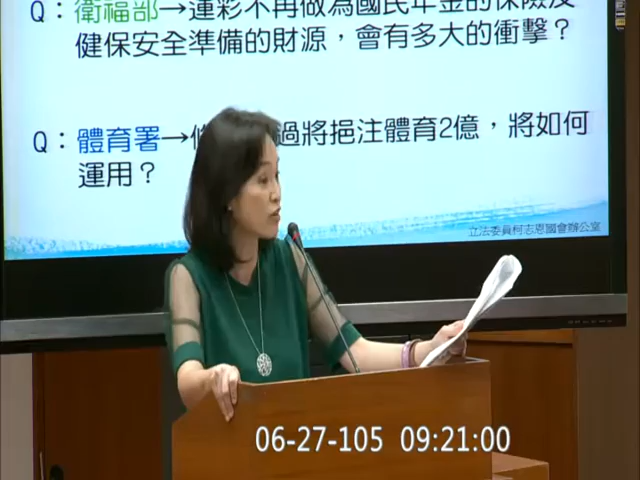 Q：衛福部→運彩不再做為國民年金的保險及
健保安全準備的財源，會有多大的衝擊？
Q：體育署→修 過將挹注體育2億，將如何
運用？
立法委員柯志恩國會辦公室
06-27-105 09:21:00